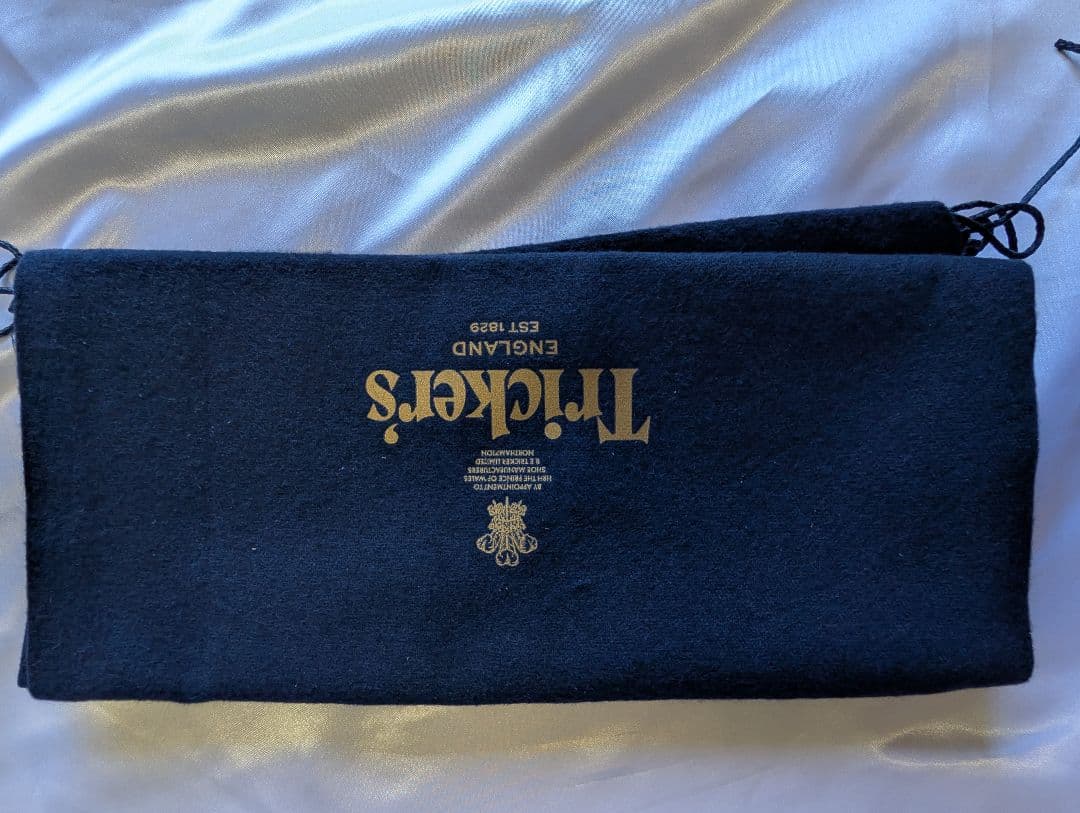 BY APPOINTMENT TO
HRH THE PRINCE OF WALES
SHOE MANUFACTURERS
R E TRICKER LIMITED
NORTHAMPTON
Tricker's
ENGLAND
EST 1829